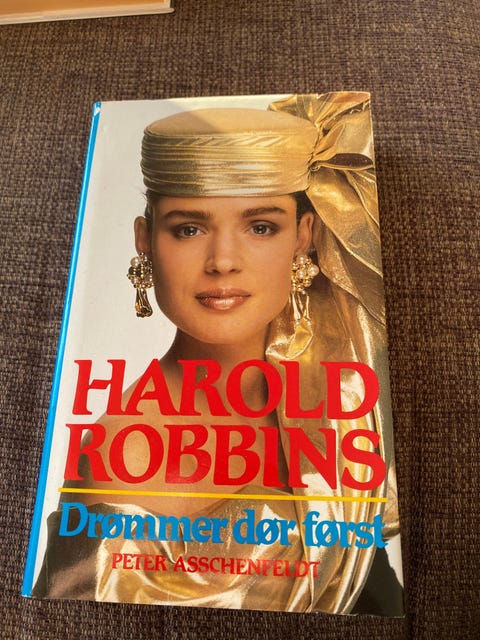 HAROLD
ROBBINS
Drømmer dør først
PETER ASSCHENFELDT